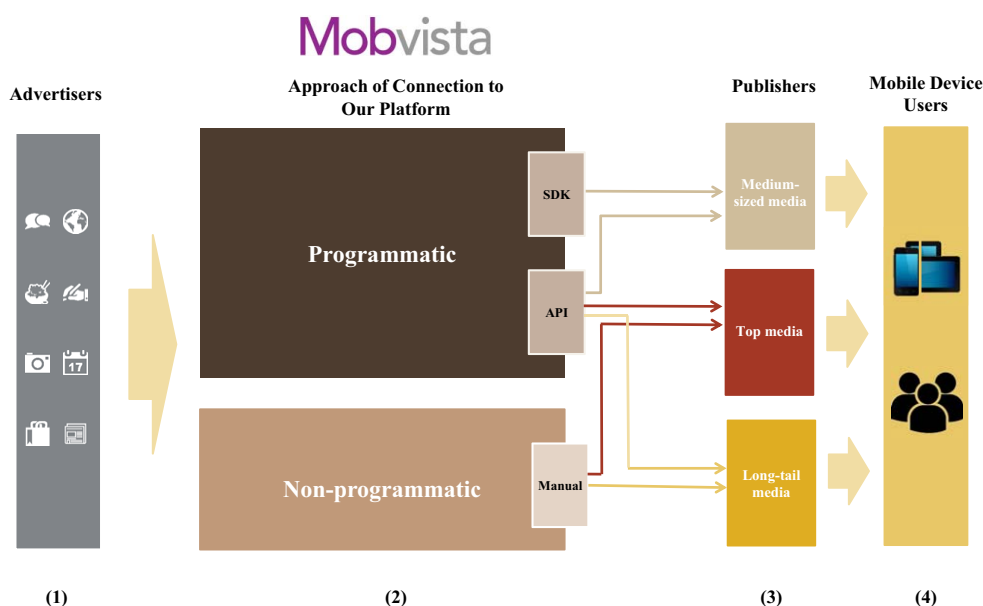 Mobvista
Advertisers
Approach of Connection to
Our Platform
Publishers
Mobile Device
Users
SDK
Medium-
sized media
Programmatic
API
Top media
17
Non-programmatic
Manual
Long-tail
media
(1)
(2)
(3)
(4)